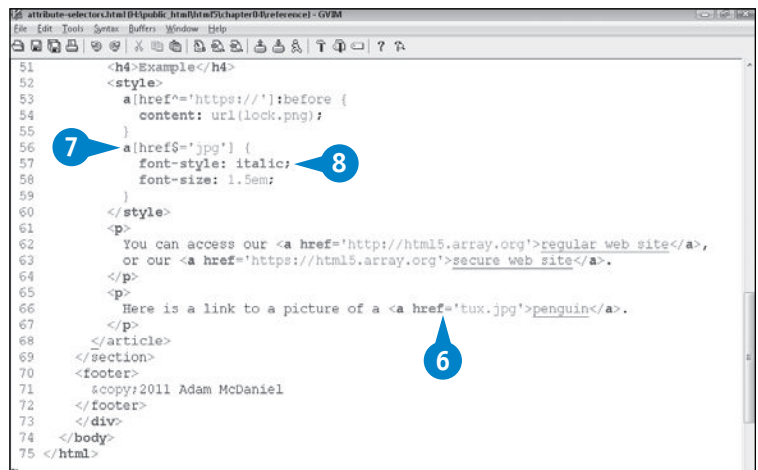 attribute-selectors.html (H:\public_html\html5\chapter04\reference) - GVIM
File Edit Tools Syntax Buffers Window Help
51 <h4>Example</h4>
52 <style>
53 a[href^='https://']:before {
54 content: url(lock.png);
55 }
56 a[href$='jpg'] {
57 font-style: italic;
58 font-size: 1.5em;
59 }
60 </style>
61 <p>
62 You can access our <a href='http://html5.array.org'>regular web site</a>,
63 or our <a href='https://html5.array.org'>secure web site</a>.
64 </p>
65 <p>
66 Here is a link to a picture of a <a href='tux.jpg'>penguin</a>.
67 </p>
68 </article>
69 </section>
70 <footer>
71 &copy;2011 Adam McDaniel
72 </footer>
73 </div>
74 </body>
75 </html>
7
8
6